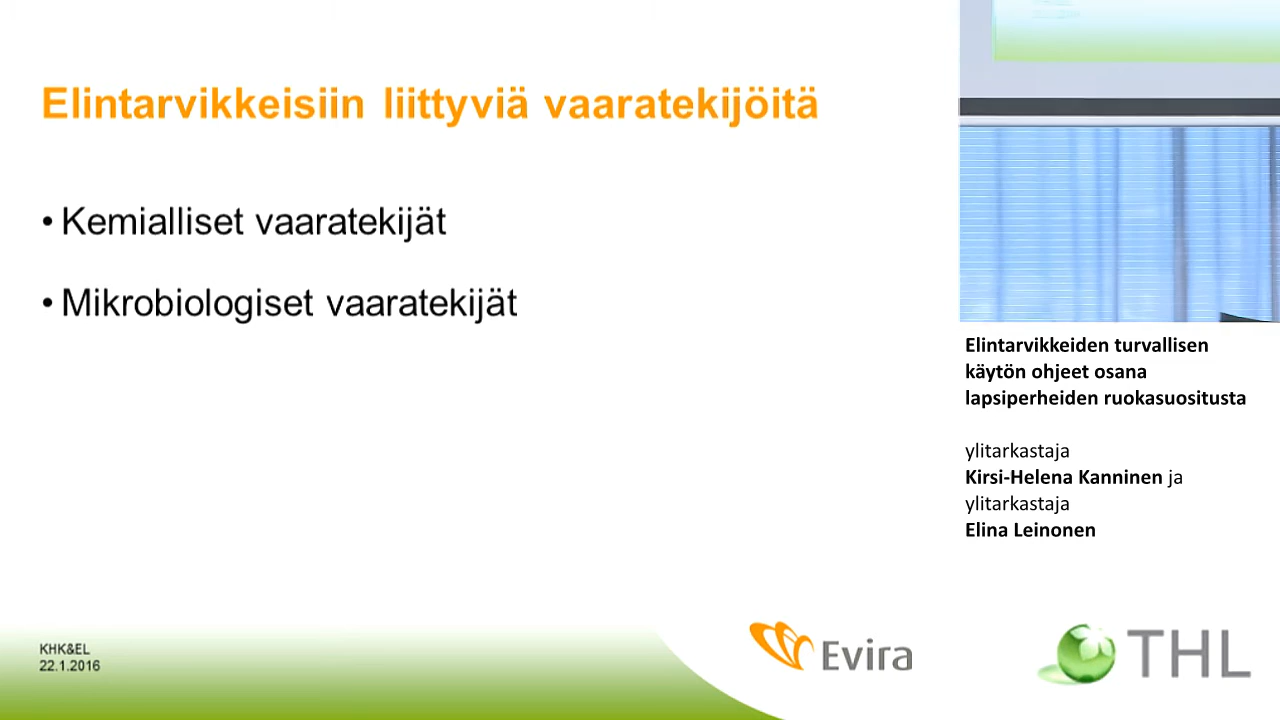 Elintarvikkeisiin liittyviä vaaratekijöitä
• Kemialliset vaaratekijät
• Mikrobiologiset vaaratekijät
KHK&EL
22.1.2016
Evira
Elintarvikkeiden turvallisen
käytön ohjeet osana
lapsiperheiden ruokasuositusta
ylitarkastaja
Kirsi-Helena Kanninen ja
ylitarkastaja
Elina Leinonen
THL